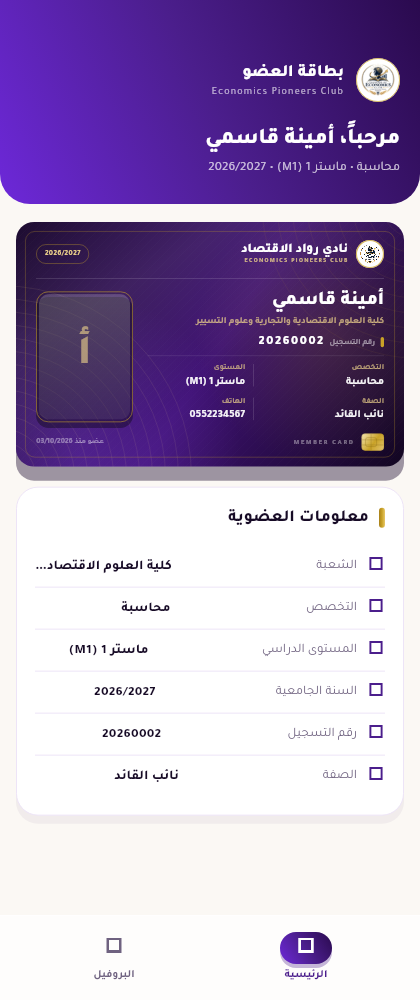 بطاقة العضو
Economics Pioneers Club
مرحباً، أمينة قاسمي
محاسبة • ماستر 1 (M1) • 2026/2027
نادي رواد الاقتصاد
ECONOMICS PIONEERS CLUB
2026/2027
أمينة قاسمي
كلية العلوم الاقتصادية والتجارية وعلوم التسيير
رقم التسجيل 20260002
أ
التخصص
محاسبة
المستوى
ماستر 1 (M1)
الصفة
نائب القائد
الهاتف
0552234567
MEMBER CARD
عضو منذ 03/10/2026
معلومات العضوية
الشعبة كلية العلوم الاقتصاد...
التخصص محاسبة
المستوى الدراسي ماستر 1 (M1)
السنة الجامعية 2026/2027
رقم التسجيل 20260002
الصفة نائب القائد
الرئيسية
البروفيل